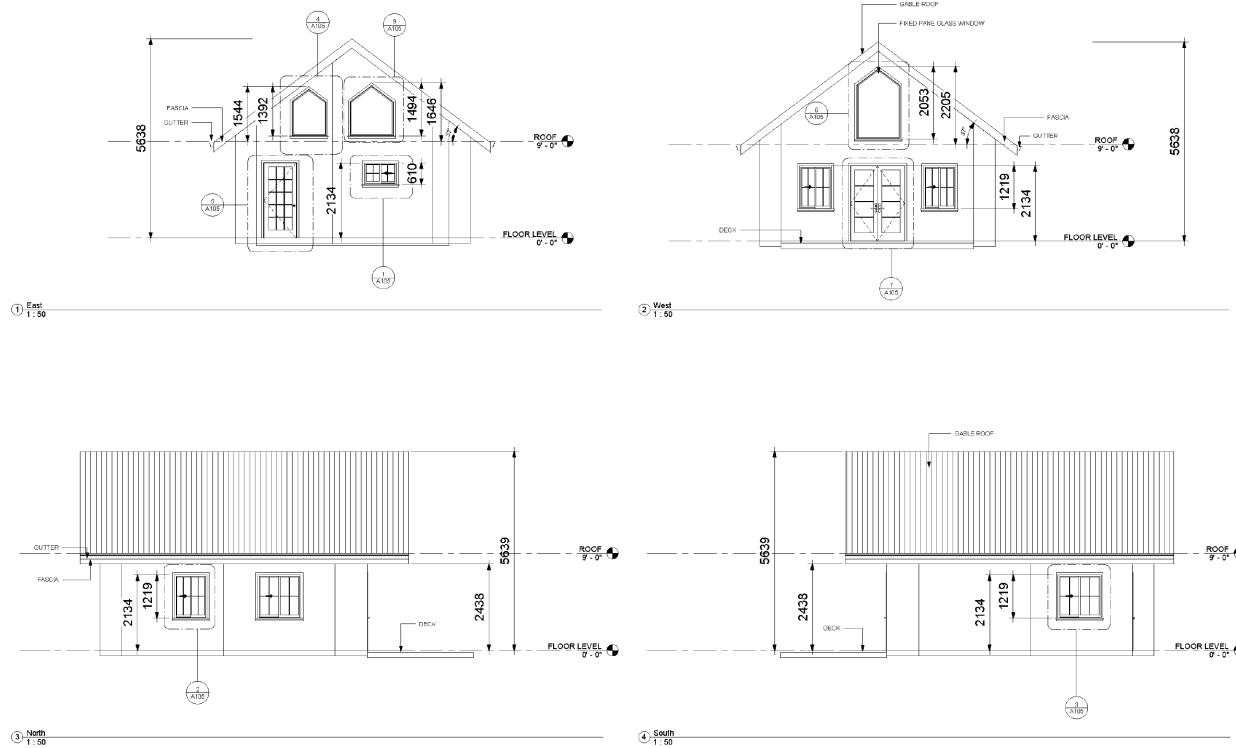 4
A105
9
A105
5638
FASCIA
GUTTER
1544
1392
1494
1646
ROOF
9' - 0"
5
A105
2134
610
FLOOR LEVEL
0' - 0"
1
A105
1 East
1 : 50
GABLE ROOF
FIXED PANE GLASS WINDOW
6
A105
2053
2205
FASCIA
GUTTER
ROOF
9' - 0"
5638
1219
2134
DECK
FLOOR LEVEL
0' - 0"
7
A105
2 West
1 : 50
GUTTER
FASCIA
2134
1219
5639
2438
ROOF
9' - 0"
DECK
FLOOR LEVEL
0' - 0"
2
A105
3 North
1 : 50
GABLE ROOF
5639
2438
2134
1219
ROOF
9' - 0"
DECK
FLOOR LEVEL
0' - 0"
3
A105
4 South
1 : 50